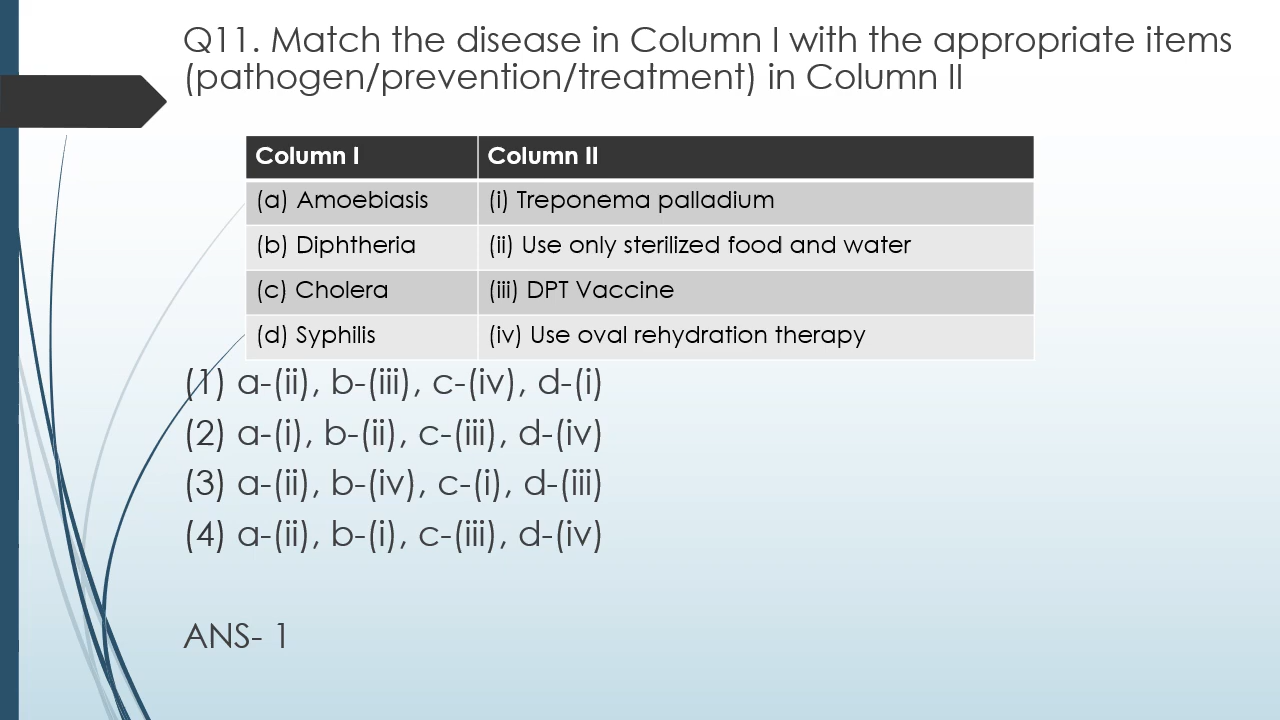 Q11. Match the disease in Column I with the appropriate items
(pathogen/prevention/treatment) in Column II
Column I Column II
(a) Amoebiasis (i) Treponema palladium
(b) Diphtheria (ii) Use only sterilized food and water
(c) Cholera (iii) DPT Vaccine
(d) Syphilis (iv) Use oval rehydration therapy
(1) a-(ii), b-(iii), c-(iv), d-(i)
(2) a-(i), b-(ii), c-(iii), d-(iv)
(3) a-(ii), b-(iv), c-(i), d-(iii)
(4) a-(ii), b-(i), c-(iii), d-(iv)
ANS- 1